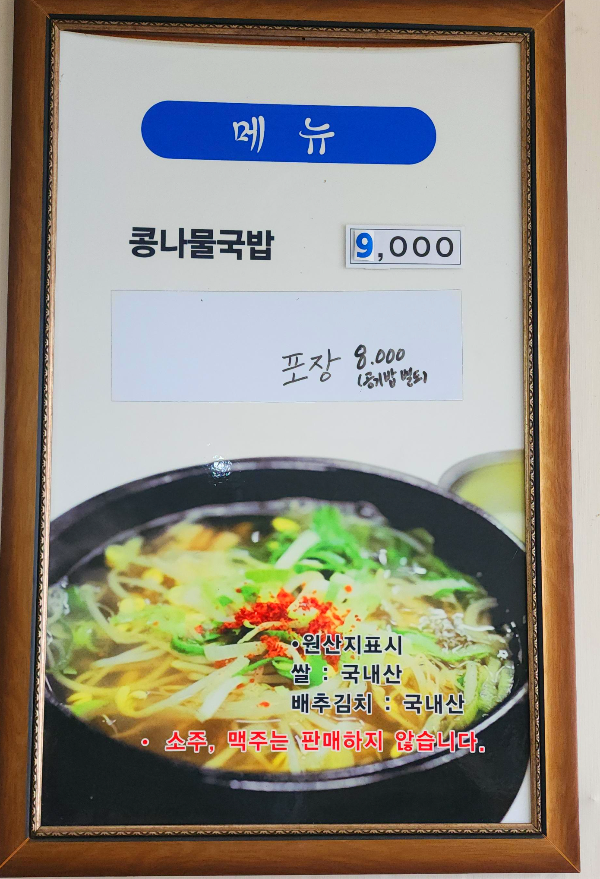 메 뉴
콩나물국밥 9,000
포장 8.000
(공기밥 별도)
•원산지표시
쌀 : 국내산
배추김치 : 국내산
• 소주, 맥주는 판매하지 않습니다.